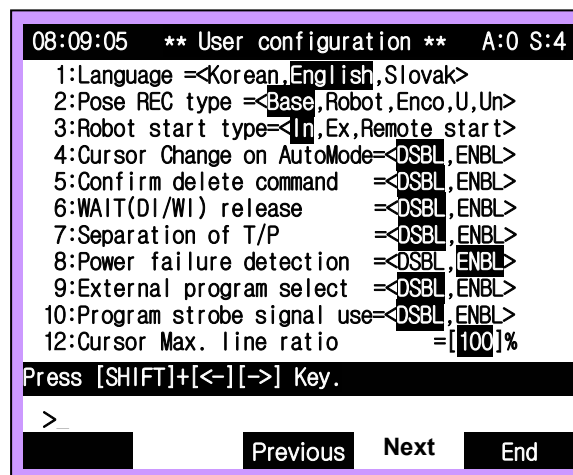 08:09:05 ** User configuration ** A:0 S:4
1:Language =<Korean,English,Slovak>
2:Pose REC type =<Base,Robot,Enco,U,Un>
3:Robot start type=<In,Ex,Remote start>
4:Cursor Change on AutoMode=<DSBL,ENBL>
5:Confirm delete command =<DSBL,ENBL>
6:WAIT(DI/WI) release =<DSBL,ENBL>
7:Separation of T/P =<DSBL,ENBL>
8:Power failure detection =<DSBL,ENBL>
9:External program select =<DSBL,ENBL>
10:Program strobe signal use=<DSBL,ENBL>
12:Cursor Max. line ratio =[100]%
Press [SHIFT]+[<-][->] Key.
>_
Previous Next End